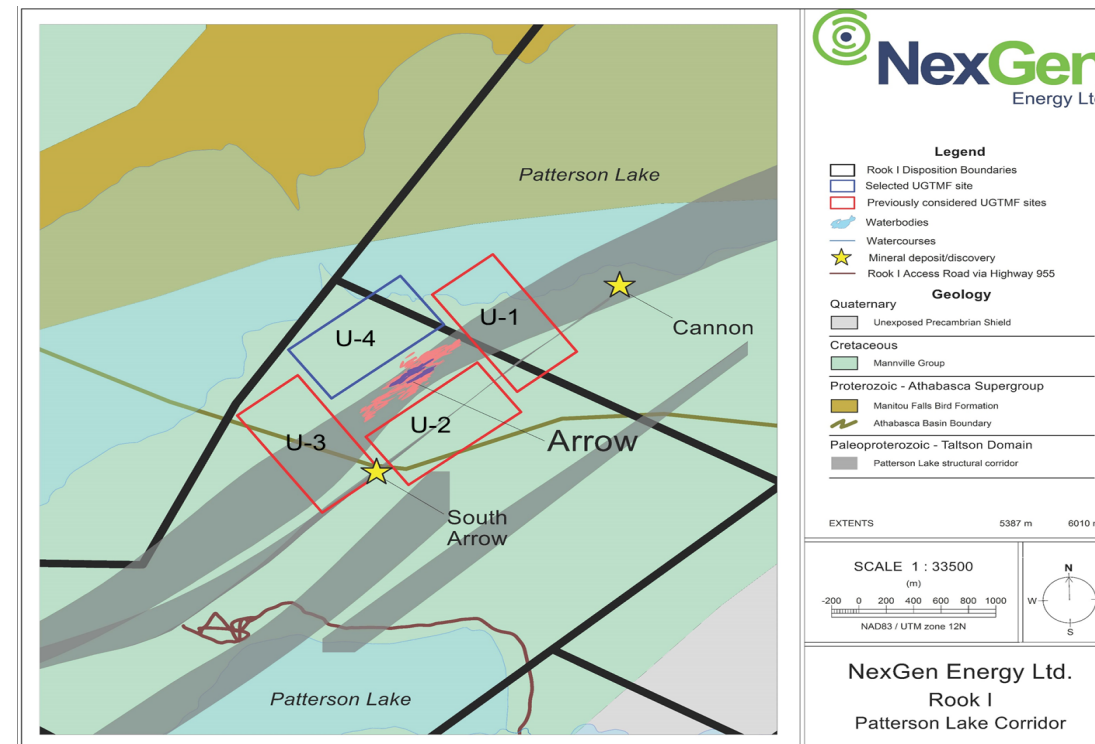 Patterson Lake
U-1
U-4
Cannon
U-2
Arrow
U-3
South
Arrow
Patterson Lake
NexGen
Energy
Legend
Rook I Disposition Boundaries
Selected UGTMF site
Previously considered UGTMF sites
Waterbodies
Watercourses
Mineral deposit/discovery
Rook I Access Road via Highway 955
Geology
Quaternary
Unexposed Precambrian Shield
Cretaceous
Mannville Group
Proterozoic - Athabasca Supergroup
Manitou Falls Bird Formation
Athabasca Basin Boundary
Paleoproterozoic - Taltson Domain
Patterson Lake structural corridor
EXTENTS 5387 m 6010
SCALE 1 : 33500
(m)
-200 0 200 400 600 800 1000
NAD83 / UTM zone 12N
N
W
S
NexGen Energy Ltd.
Rook I
Patterson Lake Corridor